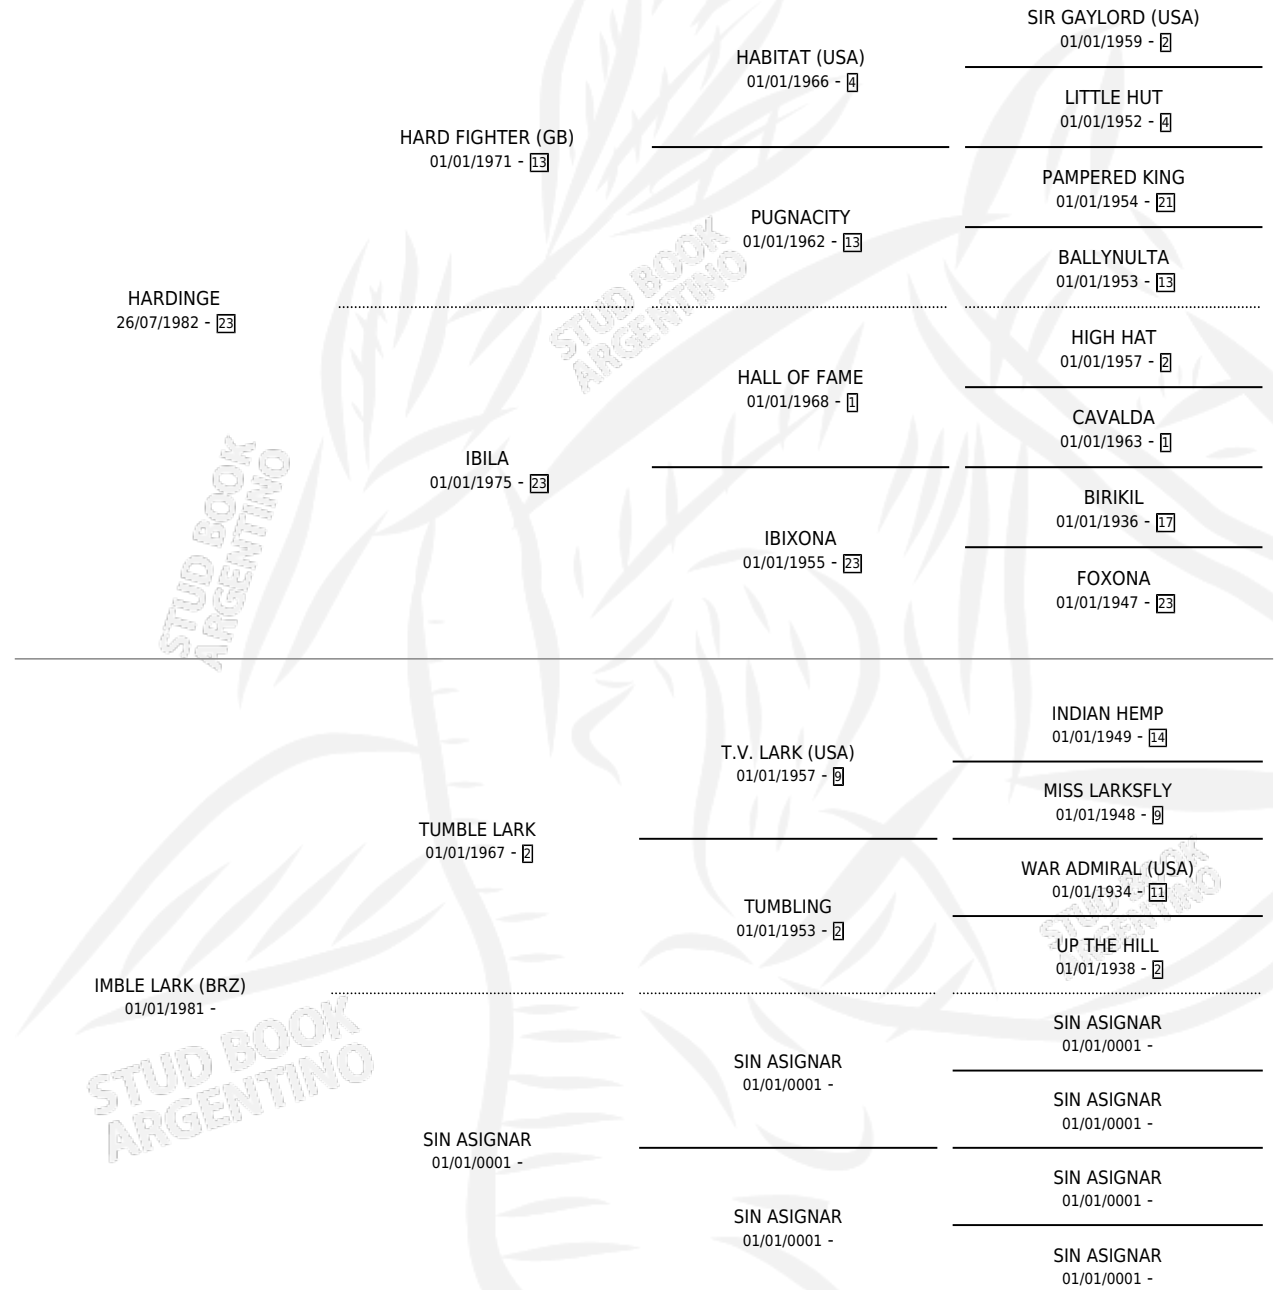 SIR GAYLORD (USA)
01/01/1959 - 2
HABITAT (USA)
01/01/1966 - 4
LITTLE HUT
01/01/1952 - 4
HARD FIGHTER (GB)
01/01/1971 - 13
PAMPERED KING
01/01/1954 - 21
PUGNACITY
01/01/1962 - 13
BALLYNULTA
01/01/1953 - 13
HARDINGE
26/07/1982 - 23
HIGH HAT
01/01/1957 - 2
HALL OF FAME
01/01/1968 - 1
CAVALDA
01/01/1963 - 1
IBILA
01/01/1975 - 23
BIRIKIL
01/01/1936 - 17
IBIXONA
01/01/1955 - 23
FOXONA
01/01/1947 - 23
STUD BOOK
ARGENTINO
STUD BOOK
ARGENTINO
INDIAN HEMP
01/01/1949 - 14
T.V. LARK (USA)
01/01/1957 - 9
MISS LARKSFLY
01/01/1948 - 9
TUMBLE LARK
01/01/1967 - 2
WAR ADMIRAL (USA)
01/01/1934 - 11
TUMBLING
01/01/1953 - 2
UP THE HILL
01/01/1938 - 2
IMBLE LARK (BRZ)
01/01/1981 -
SIN ASIGNAR
01/01/0001 -
SIN ASIGNAR
01/01/0001 -
SIN ASIGNAR
01/01/0001 -
SIN ASIGNAR
01/01/0001 -
SIN ASIGNAR
01/01/0001 -
SIN ASIGNAR
01/01/0001 -
SIN ASIGNAR
01/01/0001 -
STUD BOOK
ARGENTINO
STUD BOOK
ARGENTINO